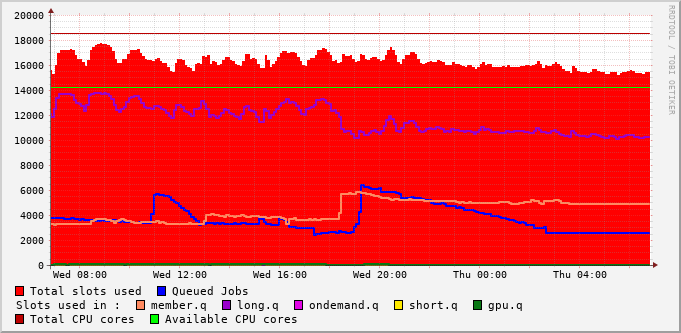 20000
18000
16000
14000
12000
10000
8000
6000
4000
2000
0
Wed 08:00 Wed 12:00 Wed 16:00 Wed 20:00 Thu 00:00 Thu 04:00
RRDTOOL / TOBI OETIKER
Total slots used Queued Jobs
Slots used in : member.q long.q ondemand.q short.q gpu.q
Total CPU cores Available CPU cores